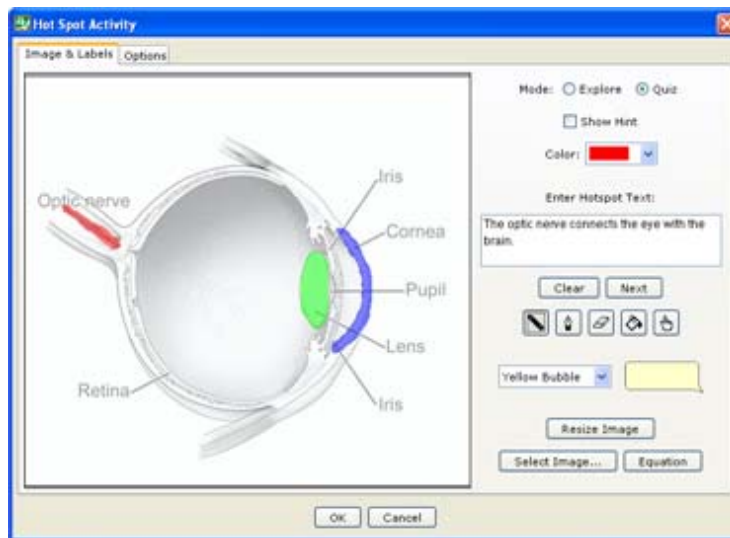 Hot Spot Activity
Image & Labels Options
Mode: Explore Quiz
Show Hint
Color:
Enter Hotspot Text:
The optic nerve connects the eye with the
brain.
Clear Next
Yellow Bubble
Resize Image
Select Image... Equation
Optic nerve
Iris
Cornea
Pupil
Lens
Iris
Retina
OK Cancel